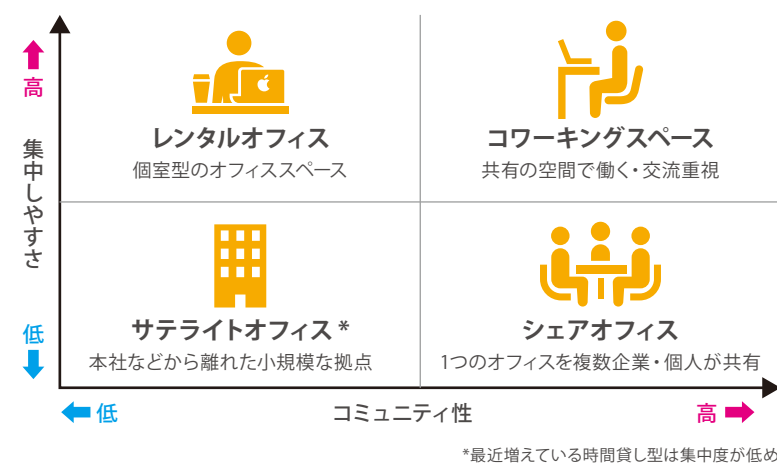 高
集中しやすさ
低
レンタルオフィス
個室型のオフィススペース
コワーキングスペース
共有の空間で働く・交流重視
サテライトオフィス *
本社などから離れた小規模な拠点
シェアオフィス
1つのオフィスを複数企業・個人が共有
低
コミュニティ性
高
*最近増えている時間貸し型は集中度が低め